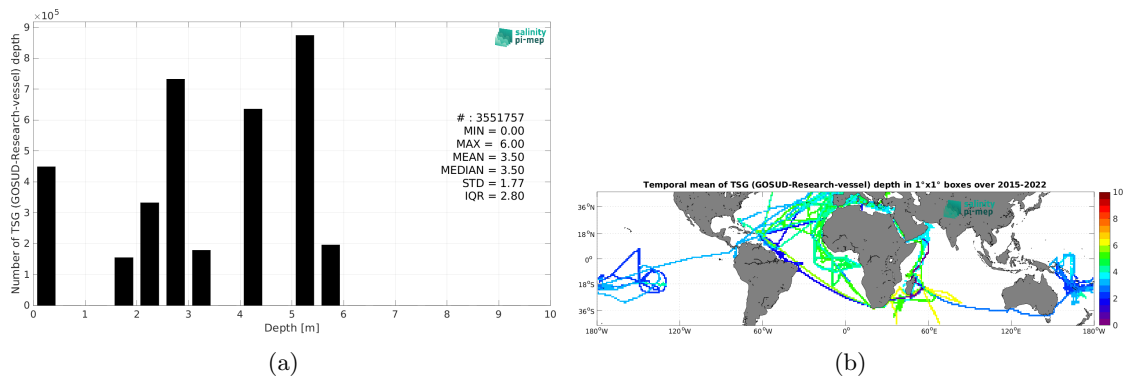 ×10⁵
9
8
7
6
5
4
3
2
1
0
Number of TSG (GOSUD-Research-vessel) depth
salinity
pi-mep
# : 3551757
MIN = 0.00
MAX = 6.00
MEAN = 3.50
MEDIAN = 3.50
STD = 1.77
IQR = 2.80
0 1 2 3 4 5 6 7 8 9 10
Depth [m]
(a)
Temporal mean of TSG (GOSUD-Research-vessel) depth in 1°x1° boxes over 2015-2022
salinity
pi-mep
36°N
18°N
0°
18°S
36°S
180°W 120°W 60°W 0° 60°E 120°E 180°W
10
8
6
4
2
0
(b)